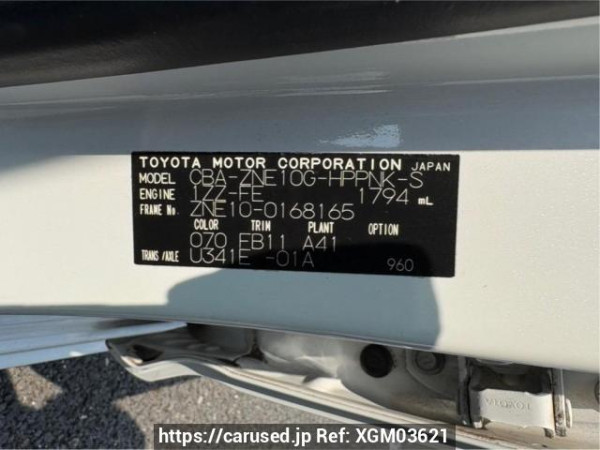 TOYOTA MOTOR CORPORATION JAPAN
MODEL CBA-ZNE10G-HPPNK-S
ENGINE 1ZZ-FE 1794 mL
FRAME No. ZNE10-0168165
COLOR TRIM PLANT OPTION
070 FB11 A41
TRANS/AXLE U341E -01A 960
TOYOTA
https://carused.jp Ref: XGM03621